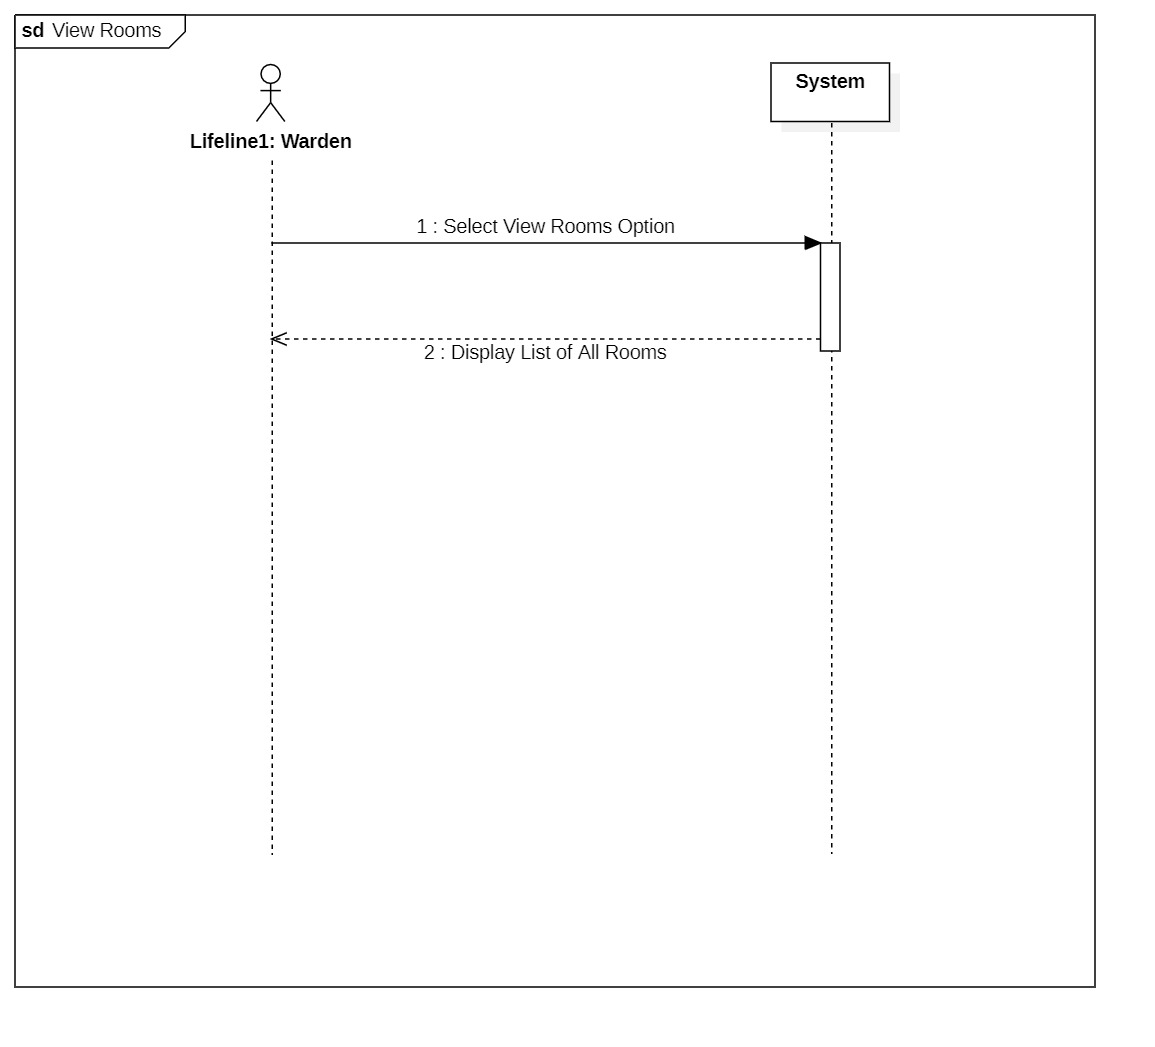 sd View Rooms
System
Lifeline1: Warden
1 : Select View Rooms Option
2 : Display List of All Rooms